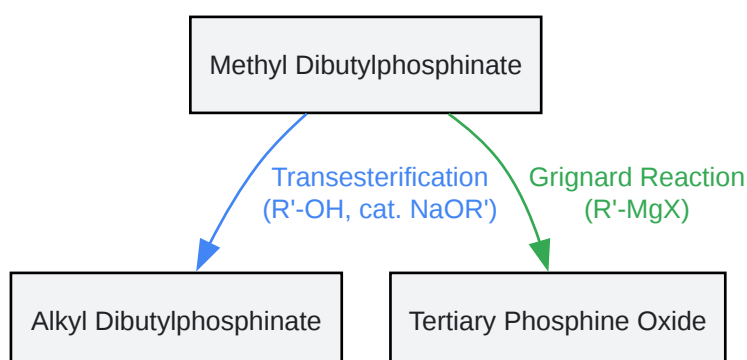 Methyl Dibutylphosphinate
Transesterification
(R'-OH, cat. NaOR')
Grignard Reaction
(R'-MgX)
Alkyl Dibutylphosphinate
Tertiary Phosphine Oxide